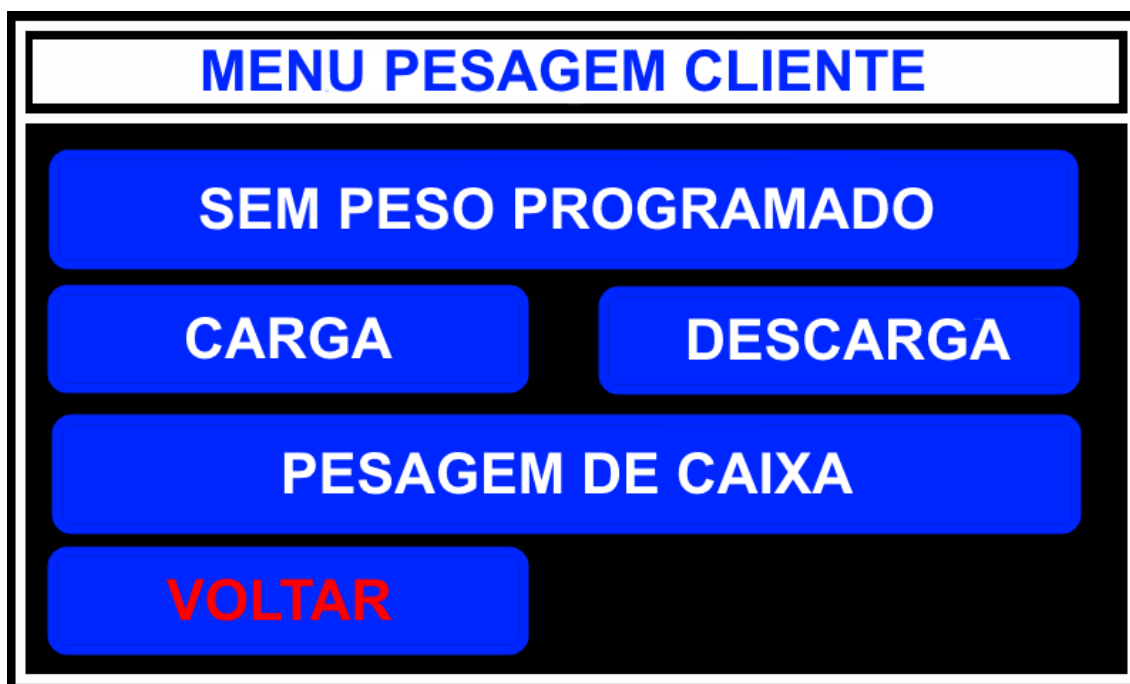 MENU PESAGEM CLIENTE
SEM PESO PROGRAMADO
CARGA
DESCARGA
PESAGEM DE CAIXA
VOLTAR